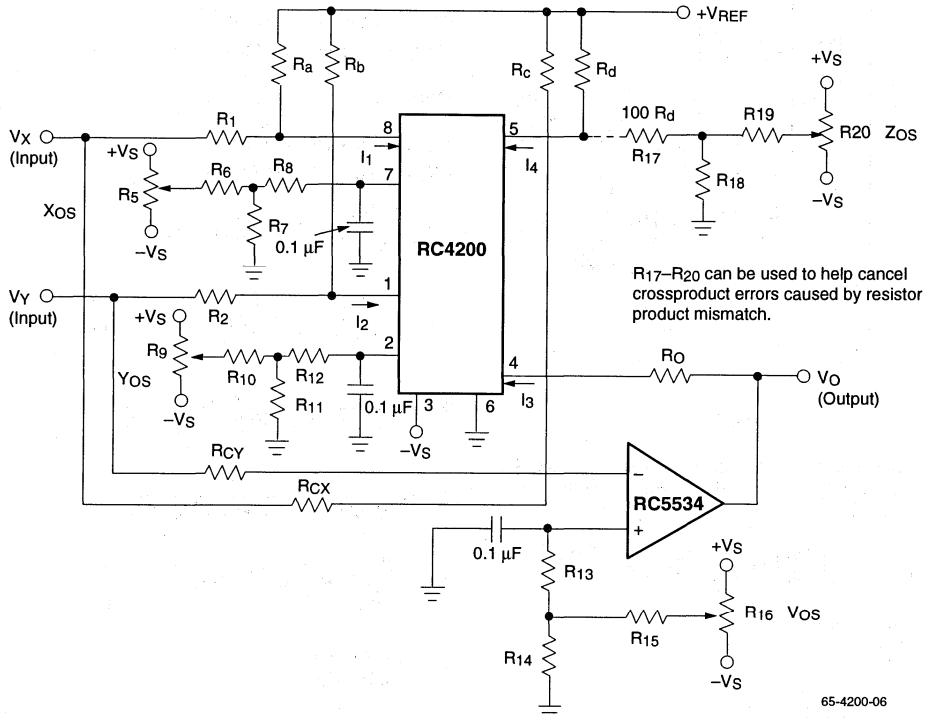 +VREF
Ra
Rb
Rc
Rd
+VS
VX
(Input)
R1
8
I1
5
I4
100 Rd
R17
R19
R20 ZOS
R18
−VS
+VS
R5
XOS
−VS
R6
R8
7
R7
0.1 µF
RC4200
R17–R20 can be used to help cancel
crossproduct errors caused by resistor
product mismatch.
VY
(Input)
R2
1
I2
+VS
R9
YOS
−VS
R10
R12
2
R11
0.1 µF
3
−VS
6
4
I3
RO
VO
(Output)
RCY
RCX
−
RC5534
+
0.1 µF
R13
+VS
R16 VOS
R15
R14
−VS
65-4200-06